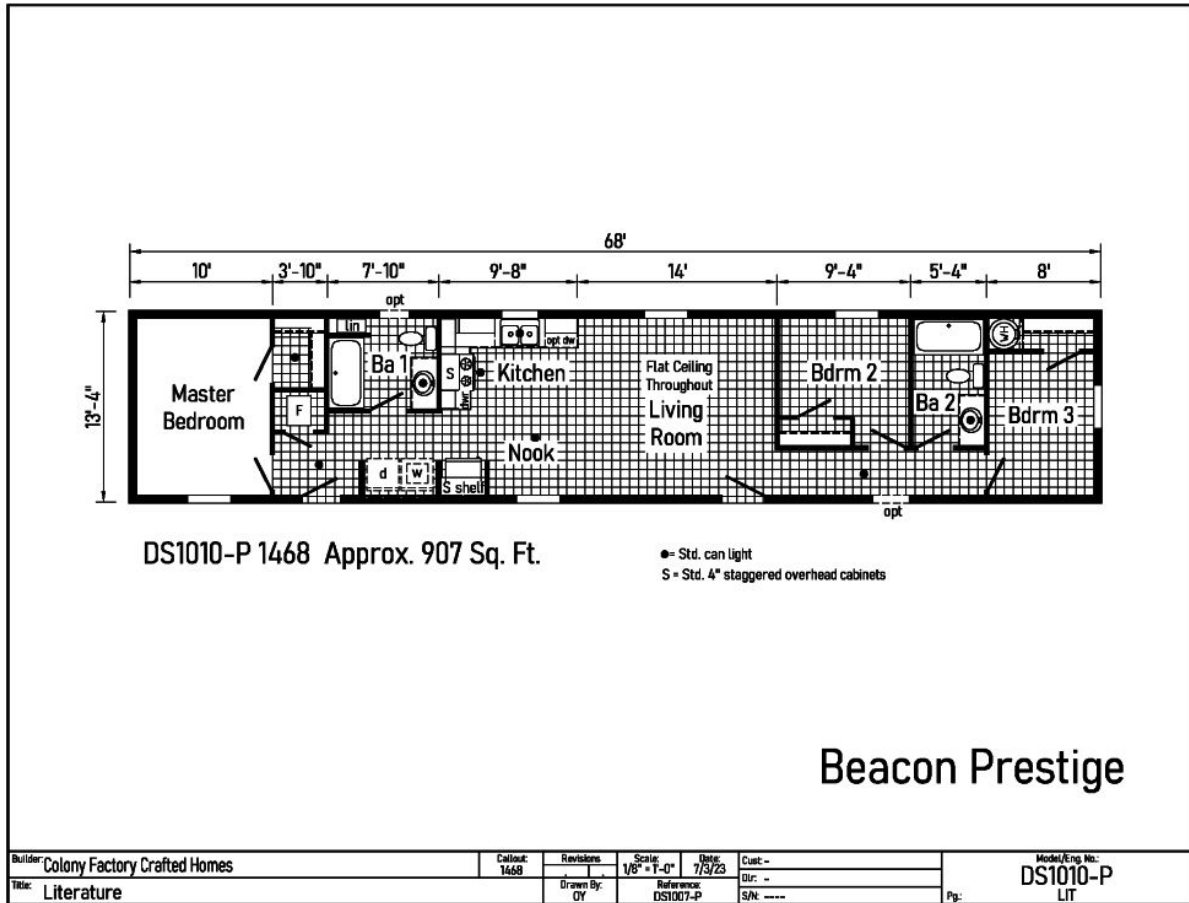 68'
10'
3'-10"
7'-10"
9'-8"
14'
9'-4"
5'-4"
8'
13'-4"
opt
lin
Ba 1
S
dwr
Kitchen
opt dw
Flat Ceiling
Throughout
Living
Room
Bdrm 2
Ba 2
WH
Bdrm 3
Master
Bedroom
F
Nook
d
w
S shelf
opt
DS1010-P 1468 Approx. 907 Sq. Ft.
●= Std. can light
S = Std. 4" staggered overhead cabinets
Beacon Prestige
Builder: Colony Factory Crafted Homes
Callout:
1468
Revisions
Scale:
1/8" = 1'-0"
Date:
7/3/23
Cust: -
Dlr: -
S/N: ----
Model/Eng. No.:
DS1010-P
Title: Literature
Drawn By:
OY
Reference:
DS1007-P
Pg.: LIT